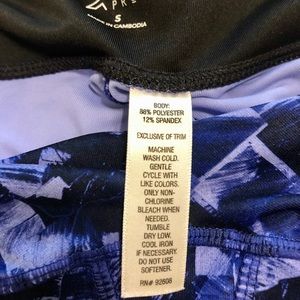 S
MADE IN CAMBODIA
BODY:
88% POLYESTER
12% SPANDEX
EXCLUSIVE OF TRIM
MACHINE
WASH COLD.
GENTLE
CYCLE WITH
LIKE COLORS.
ONLY NON-
CHLORINE
BLEACH WHEN
NEEDED.
TUMBLE
DRY LOW.
COOL IRON
IF NECESSARY.
DO NOT USE
SOFTENER.
RN# 92608